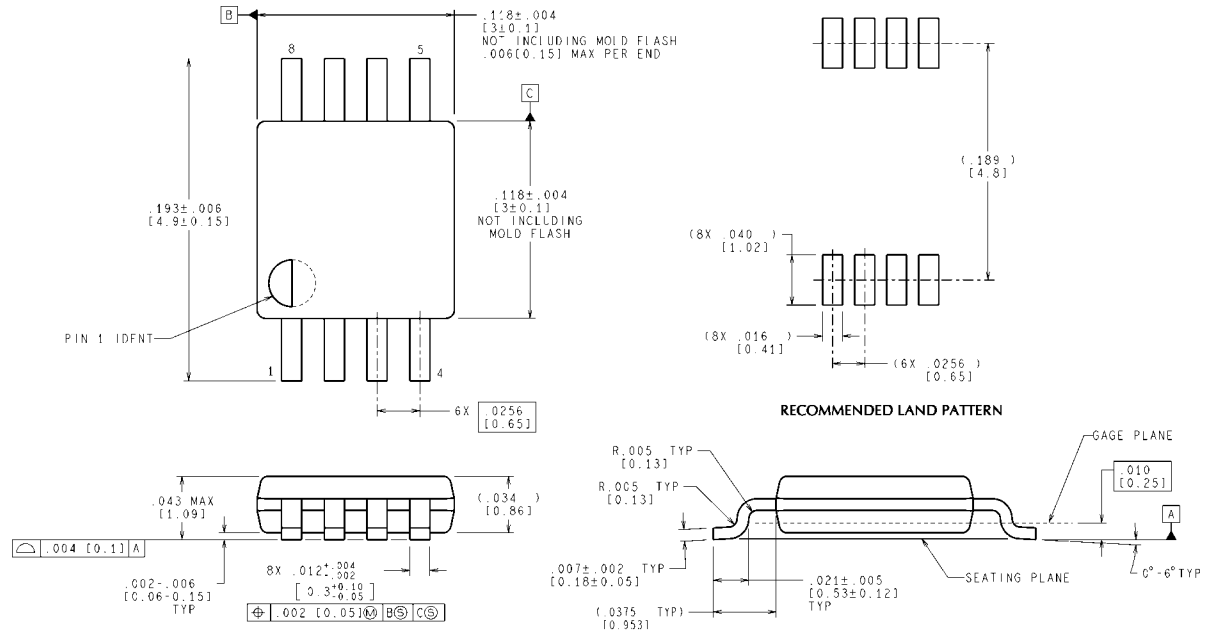 B
.118±.004
[3±0.1]
NOT INCLUDING MOLD FLASH
.006[0.15] MAX PER END
8
5
C
.193±.006
[4.9±0.15]
.118±.004
[3±0.1]
NOT INCLUDING
MOLD FLASH
PIN 1 IDENT
1
4
6X .0256
[0.65]
(.189 )
[4.8]
(8X .040 )
[1.02]
(8X .016 )
[0.41]
(6X .0256 )
[0.65]
RECOMMENDED LAND PATTERN
.043 MAX
[1.09]
(.034 )
[0.86]
⌓ .004 [0.1] A
.002-.006
[0.06-0.15]
TYP
8X .012+.004 -.002
[0.3+0.10 -0.05]
⌖ .002 [0.05]Ⓜ BⓈ CⓈ
R.005 TYP
[0.13]
R.005 TYP
[0.13]
GAGE PLANE
.010
[0.25]
A
0°-6° TYP
SEATING PLANE
.007±.002 TYP
[0.18±0.05]
.021±.005
[0.53±0.12]
TYP
(.0375 TYP)
[0.953]